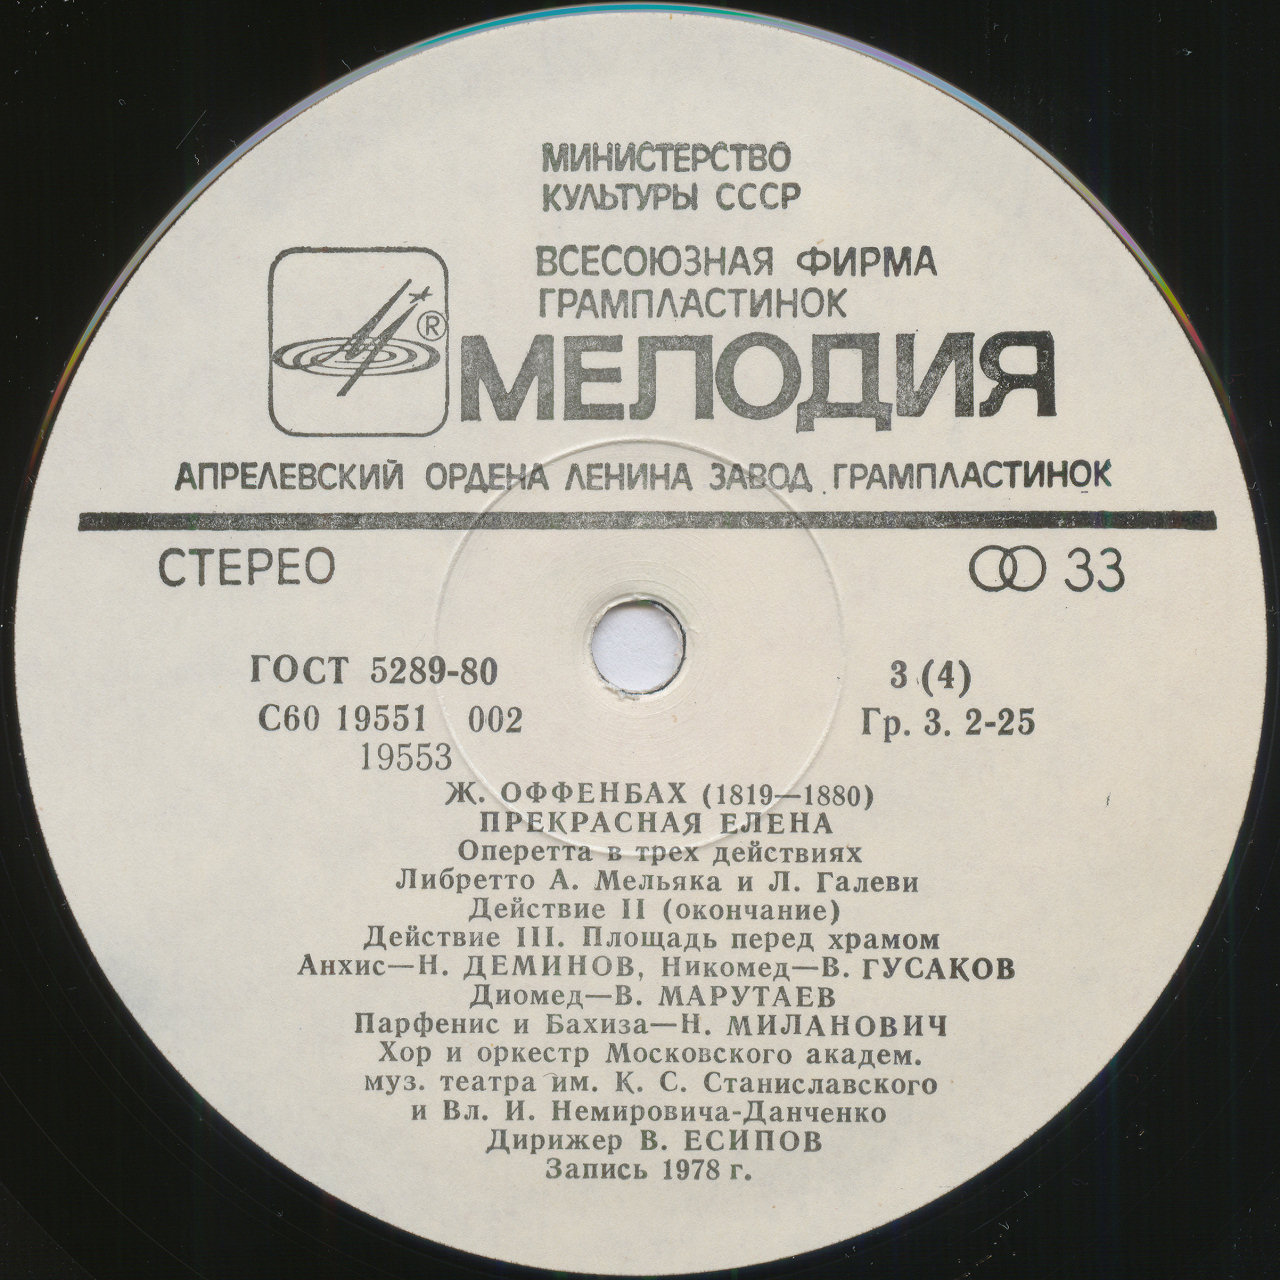 МИНИСТЕРСТВО
КУЛЬТУРЫ СССР
ВСЕСОЮЗНАЯ ФИРМА
ГРАМПЛАСТИНОК
®
МЕЛОДИЯ
АПРЕЛЕВСКИЙ ОРДЕНА ЛЕНИНА ЗАВОД ГРАМПЛАСТИНОК
СТЕРЕО 33
ГОСТ 5289-80 3 (4)
С60 19551 002 Гр. 3. 2-25
19553
Ж. ОФФЕНБАХ (1819—1880)
ПРЕКРАСНАЯ ЕЛЕНА
Оперетта в трех действиях
Либретто А. Мельяка и Л. Галеви
Действие II (окончание)
Действие III. Площадь перед храмом
Анхис—Н. ДЕМИНОВ, Никомед—В. ГУСАКОВ
Диомед—В. МАРУТАЕВ
Парфенис и Бахиза—Н. МИЛАНОВИЧ
Хор и оркестр Московского академ.
муз. театра им. К. С. Станиславского
и Вл. И. Немировича-Данченко
Дирижер В. ЕСИПОВ
Запись 1978 г.